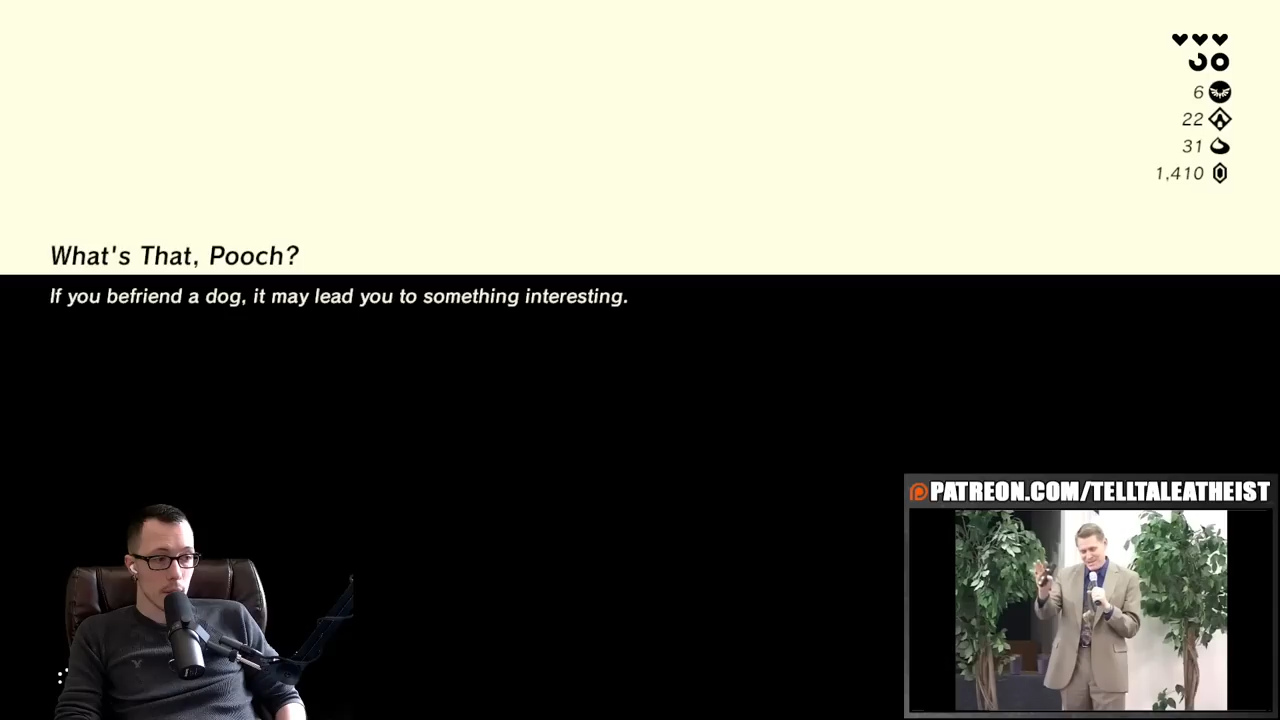 6
22
31
1,410
What's That, Pooch?
If you befriend a dog, it may lead you to something interesting.
PATREON.COM/TELLTALEATHEIST